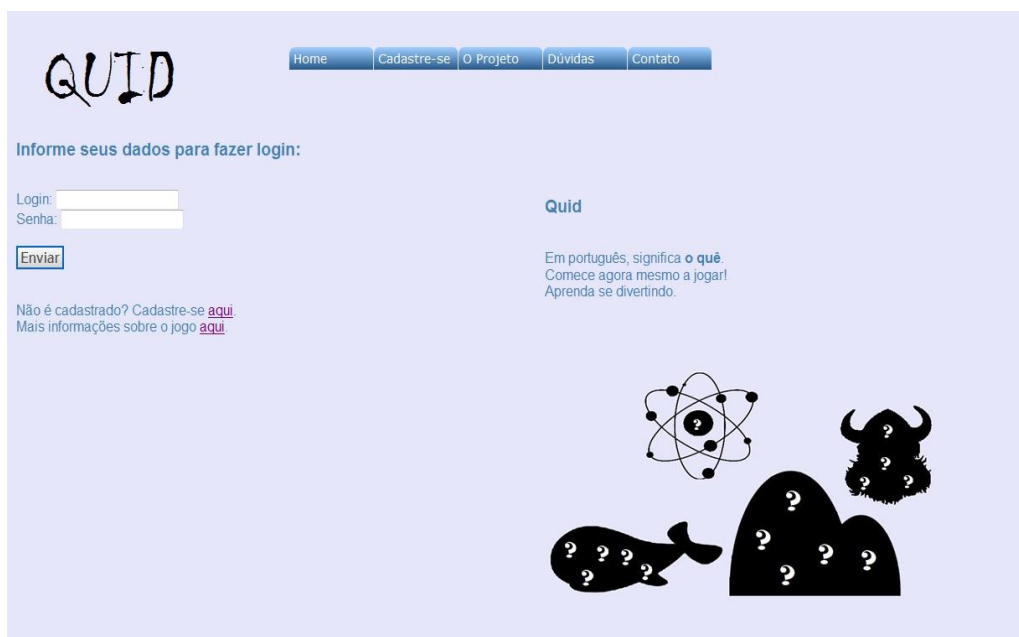 QUID
Home Cadastre-se O Projeto Dúvidas Contato
Informe seus dados para fazer login:
Login:
Senha:
Enviar
Não é cadastrado? Cadastre-se aqui.
Mais informações sobre o jogo aqui.
Quid
Em português, significa o quê.
Comece agora mesmo a jogar!
Aprenda se divertindo.
?
? ? ? ?
? ? ? ? ?
? ? ? ? ?